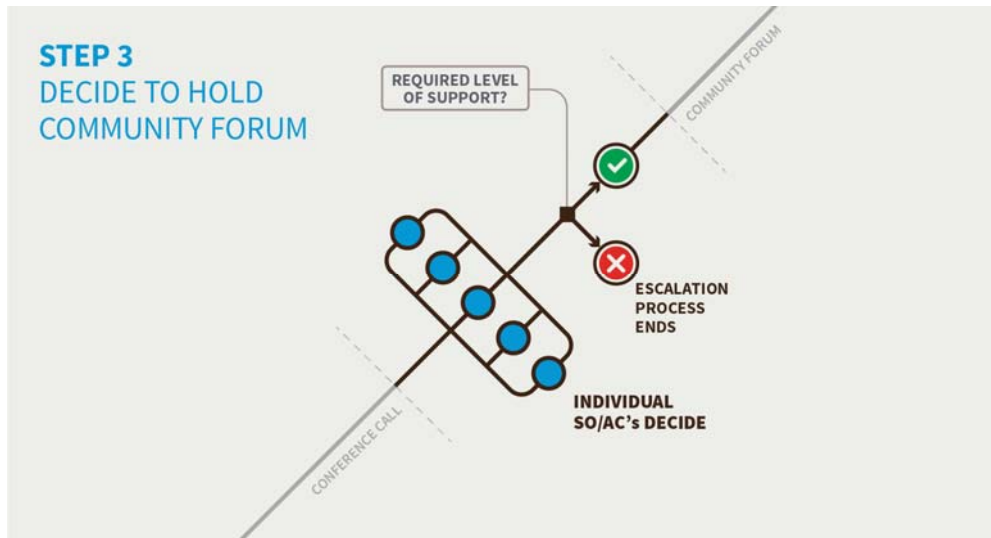 STEP 3
DECIDE TO HOLD
COMMUNITY FORUM
REQUIRED LEVEL
OF SUPPORT?
COMMUNITY FORUM
ESCALATION
PROCESS
ENDS
INDIVIDUAL
SO/AC’s DECIDE
CONFERENCE CALL